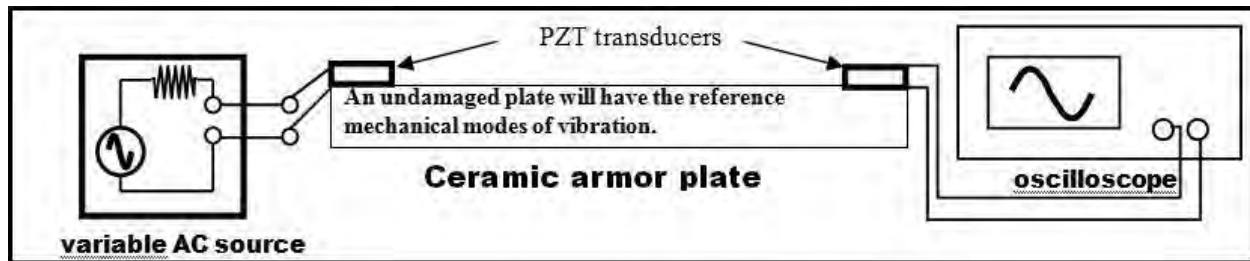 PZT transducers
An undamaged plate will have the reference
mechanical modes of vibration.
Ceramic armor plate
oscilloscope
variable AC source